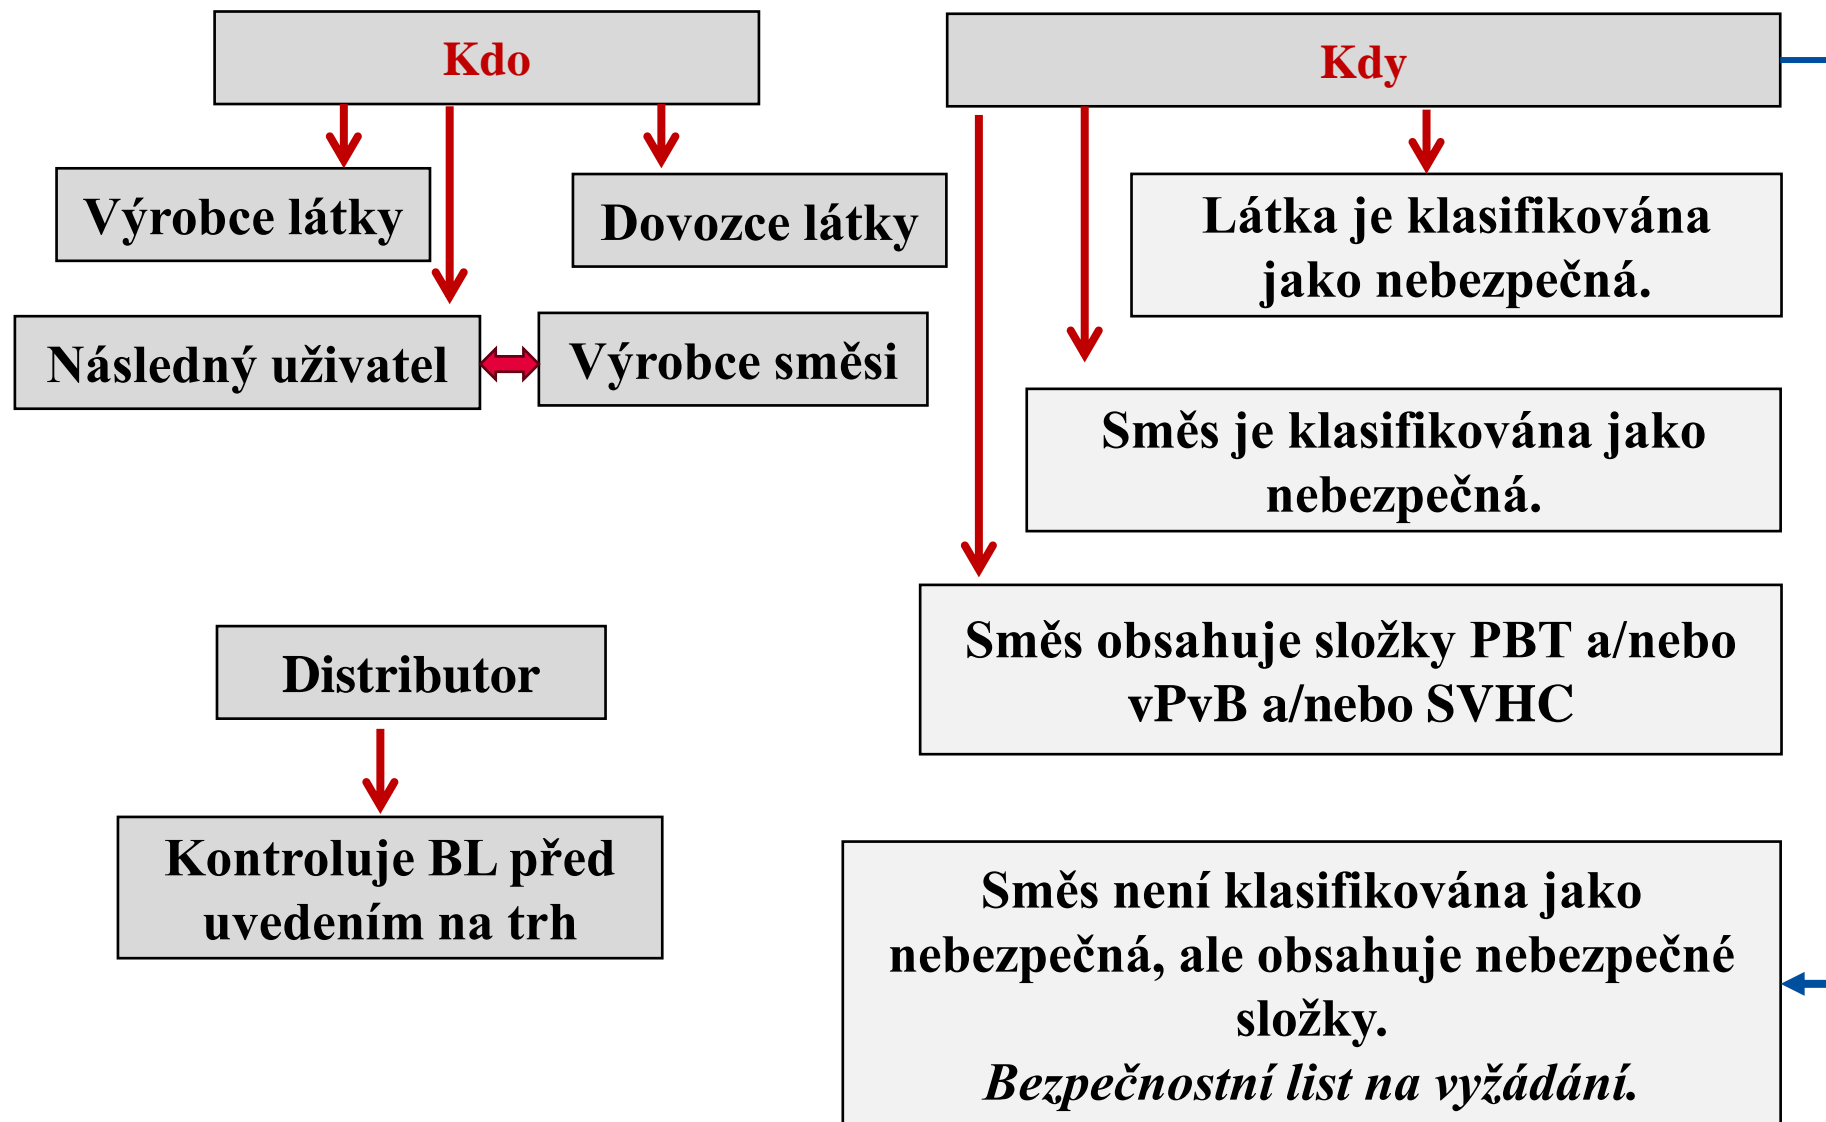 Kdo
Výrobce látky
Dovozce látky
Následný uživatel
Výrobce směsi
Distributor
Kontroluje BL před
uvedením na trh
Kdy
Látka je klasifikována
jako nebezpečná.
Směs je klasifikována jako
nebezpečná.
Směs obsahuje složky PBT a/nebo
vPvB a/nebo SVHC
Směs není klasifikována jako
nebezpečná, ale obsahuje nebezpečné
složky.
Bezpečnostní list na vyžádání.